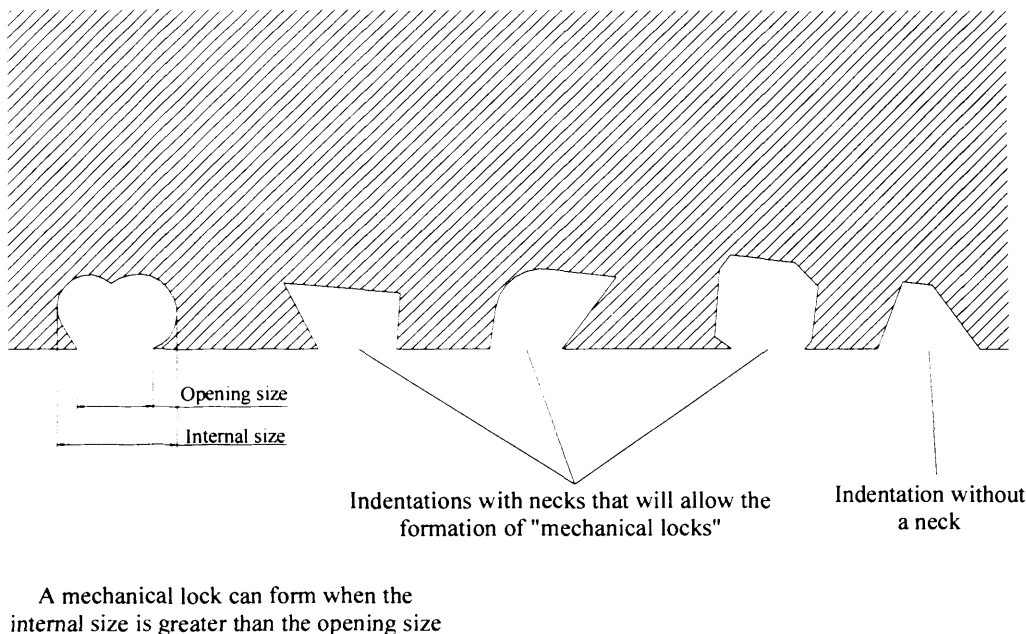 Opening size
Internal size
Indentations with necks that will allow the
formation of "mechanical locks"
Indentation without
a neck
A mechanical lock can form when the
internal size is greater than the opening size